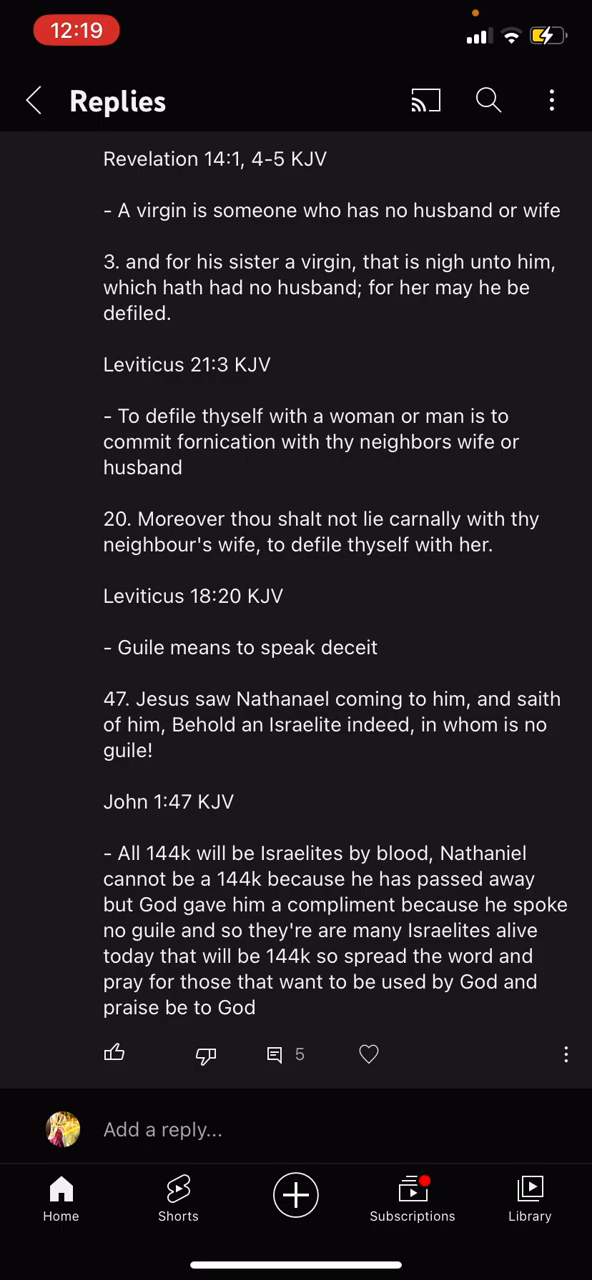 12:19
Replies
Revelation 14:1, 4-5 KJV
- A virgin is someone who has no husband or wife
3. and for his sister a virgin, that is nigh unto him,
which hath had no husband; for her may he be
defiled.
Leviticus 21:3 KJV
- To defile thyself with a woman or man is to
commit fornication with thy neighbors wife or
husband
20. Moreover thou shalt not lie carnally with thy
neighbour's wife, to defile thyself with her.
Leviticus 18:20 KJV
- Guile means to speak deceit
47. Jesus saw Nathanael coming to him, and saith
of him, Behold an Israelite indeed, in whom is no
guile!
John 1:47 KJV
- All 144k will be Israelites by blood, Nathaniel
cannot be a 144k because he has passed away
but God gave him a compliment because he spoke
no guile and so they're are many Israelites alive
today that will be 144k so spread the word and
pray for those that want to be used by God and
praise be to God
5
Add a reply...
Home Shorts Subscriptions Library